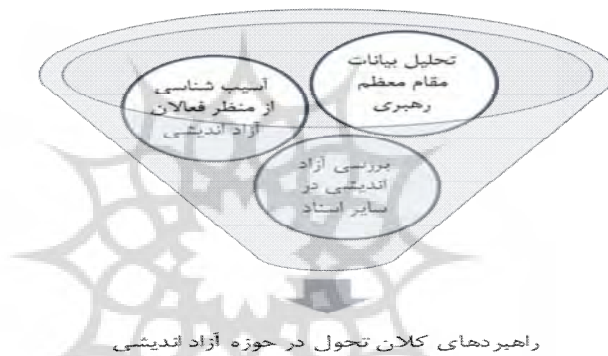 تحلیل بیانات
مقام معظم
رهبری
آسیب شناسی
از منظر فعالان
آزاد اندیشی
بررسی آزاد
اندیشی در
سایر اسناد
راهبردهای کلان تحول در حوزه آزاد اندیشی